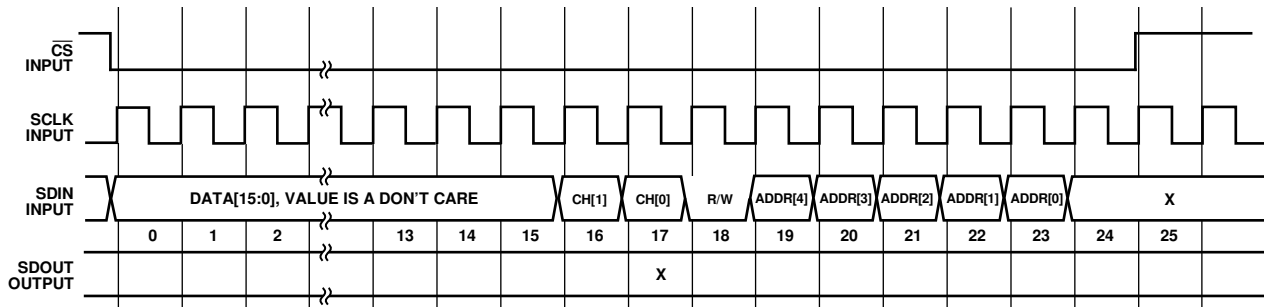 CS
INPUT
SCLK
INPUT
SDIN
INPUT
DATA[15:0], VALUE IS A DON'T CARE
CH[1]
CH[0]
R/W
ADDR[4]
ADDR[3]
ADDR[2]
ADDR[1]
ADDR[0]
X
0 1 2 13 14 15 16 17 18 19 20 21 22 23 24 25
SDOUT
OUTPUT
X